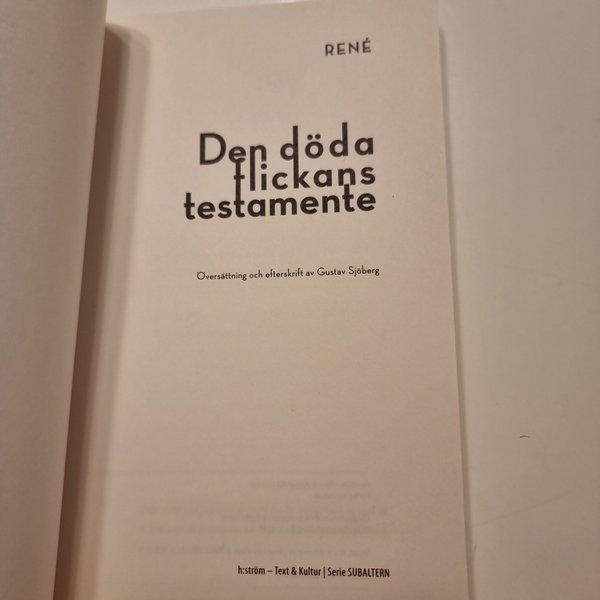 RENÉ
Den döda
flickans
testamente
Översättning och efterskrift av Gustav Sjöberg
h:ström – Text & Kultur | Serie SUBALTERN